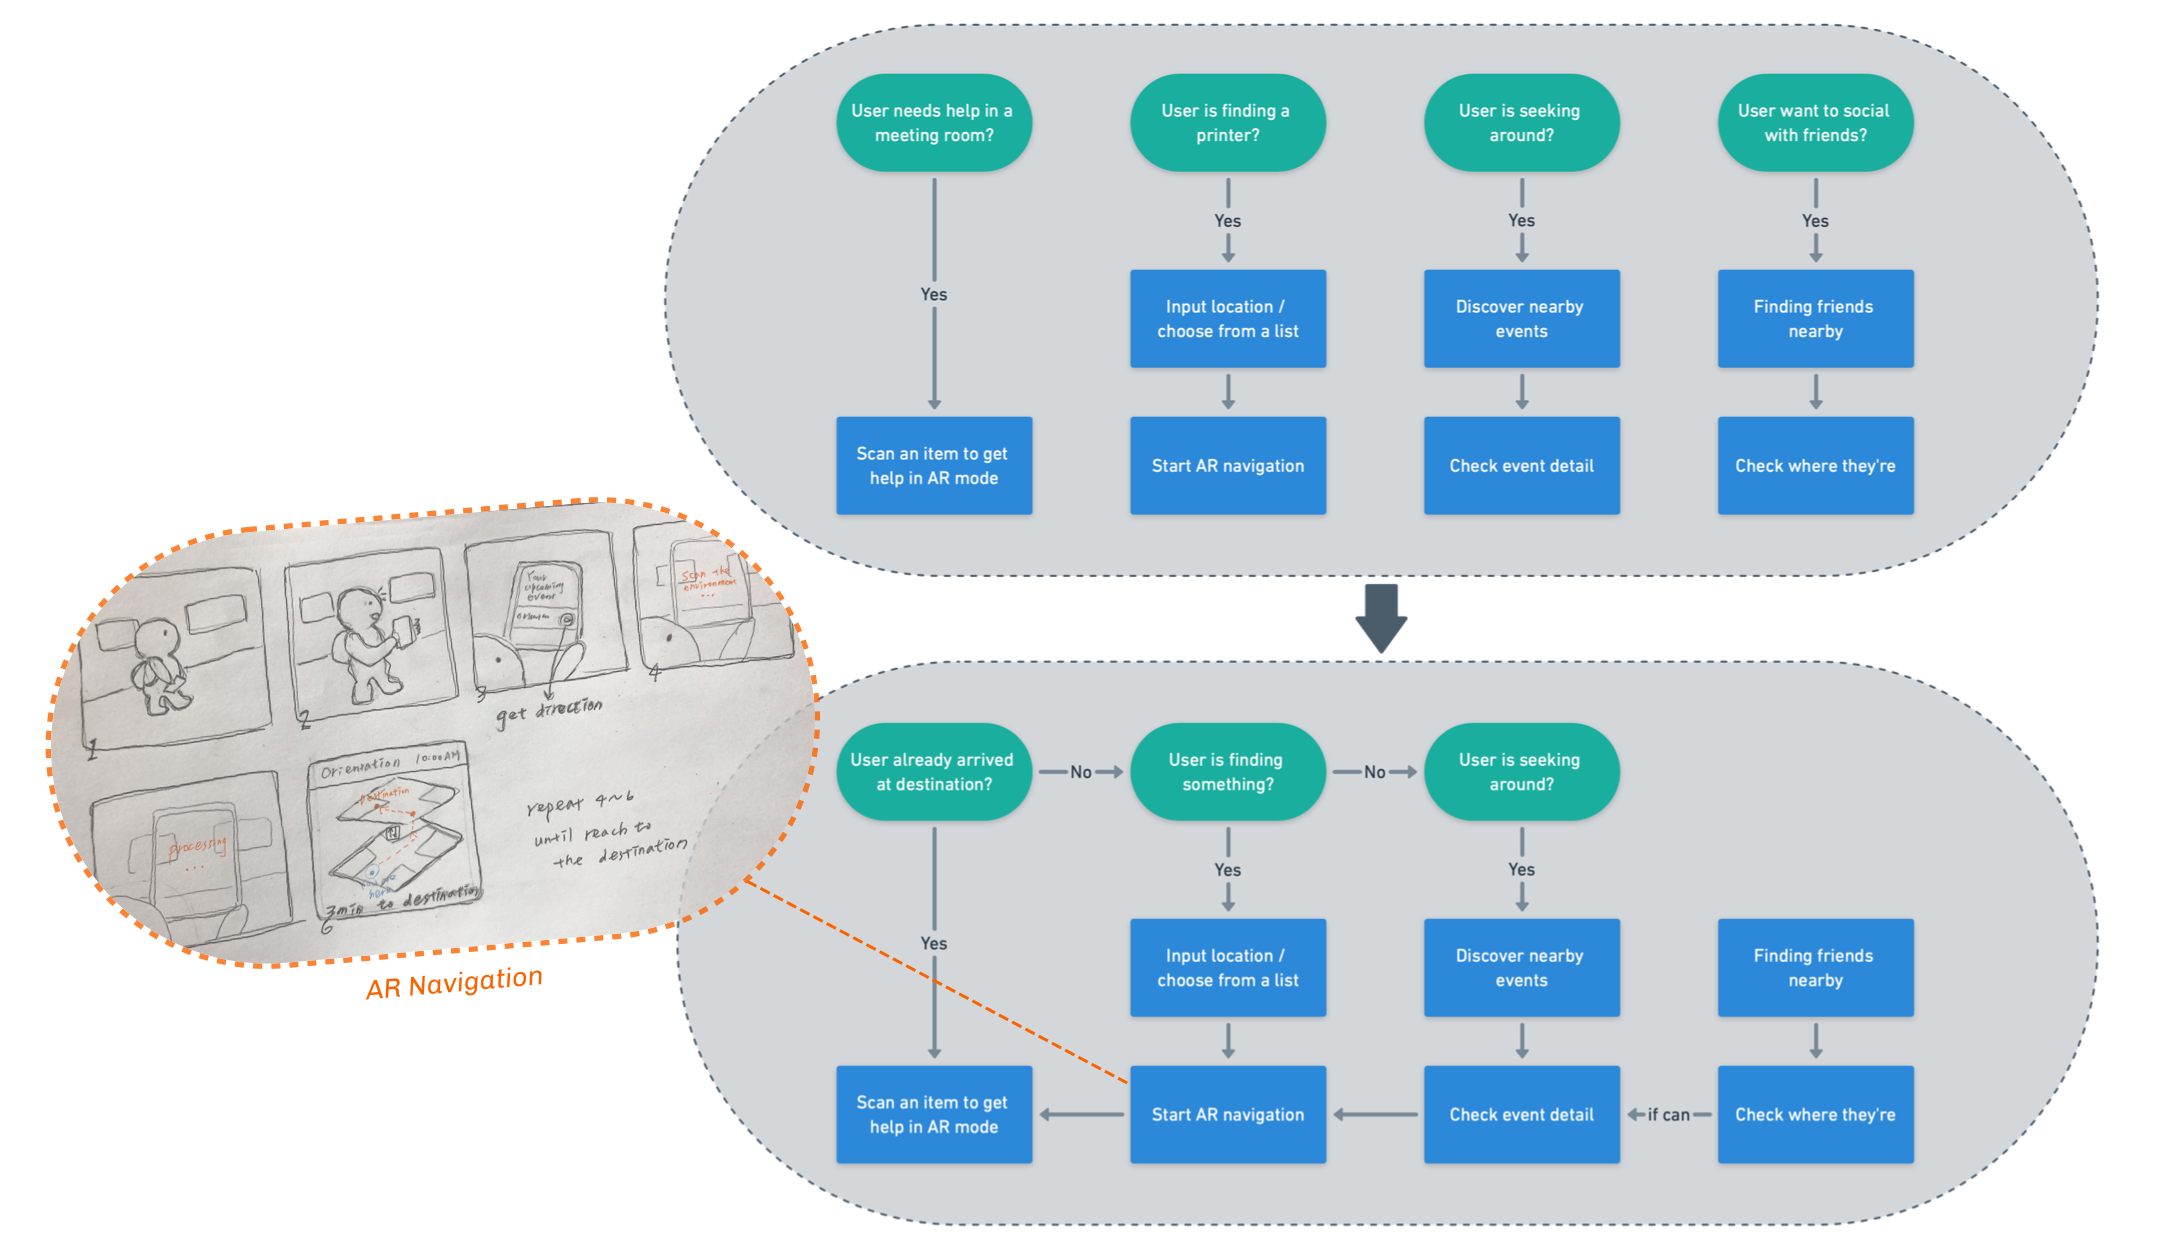 User needs help in a
meeting room?
User is finding a
printer?
User is seeking
around?
User want to social
with friends?
Yes
Yes
Yes
Yes
Input location /
choose from a list
Discover nearby
events
Finding friends
nearby
Scan an item to get
help in AR mode
Start AR navigation
Check event detail
Check where they're
Your
upcoming
event
Scan the
environment
...
1
2
3
4
get direction
processing
...
Orientation 10:00AM
destination
3min to destination
6
repeat 4~6
until reach to
the destination
AR Navigation
User already arrived
at destination?
No
User is finding
something?
No
User is seeking
around?
Yes
Yes
Yes
Input location /
choose from a list
Discover nearby
events
Finding friends
nearby
Scan an item to get
help in AR mode
Start AR navigation
Check event detail
if can
Check where they're